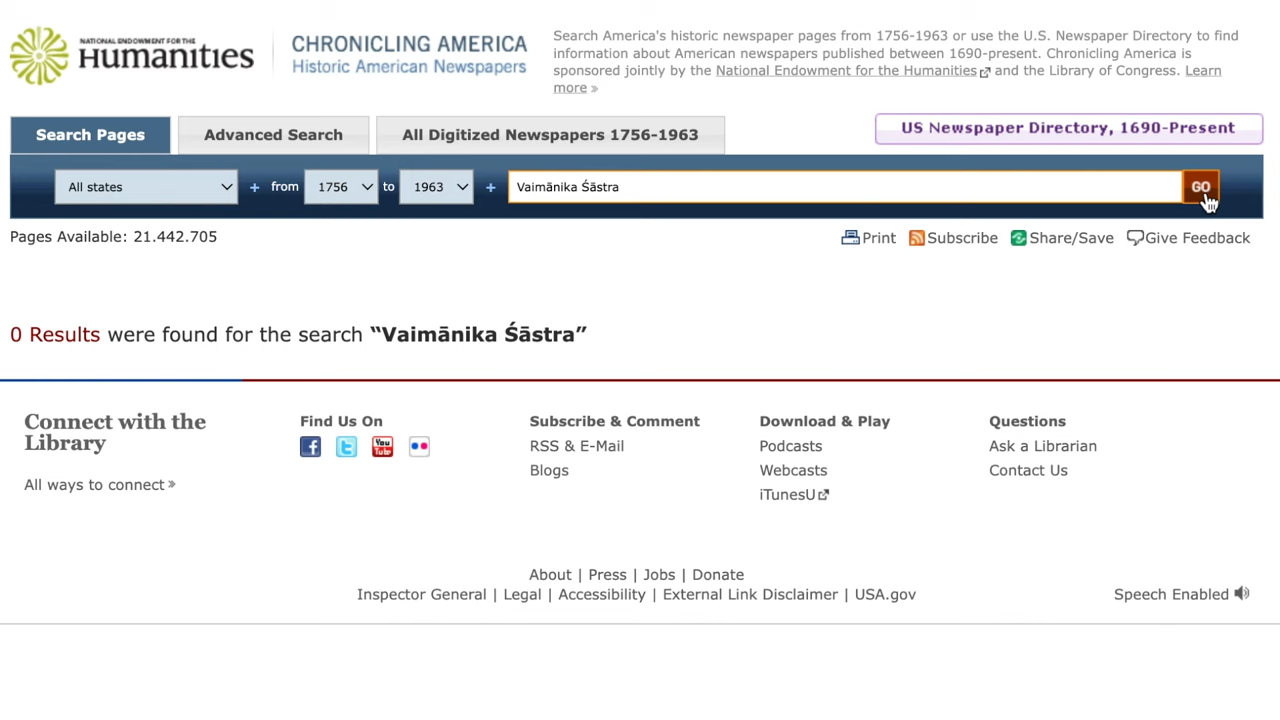 NATIONAL ENDOWMENT FOR THE
Humanities
CHRONICLING AMERICA
Historic American Newspapers
Search America's historic newspaper pages from 1756-1963 or use the U.S. Newspaper Directory to find
information about American newspapers published between 1690-present. Chronicling America is
sponsored jointly by the National Endowment for the Humanities and the Library of Congress. Learn
more »
Search Pages
Advanced Search
All Digitized Newspapers 1756-1963
US Newspaper Directory, 1690-Present
All states + from 1756 to 1963 + Vaimānika Śāstra GO
Pages Available: 21.442.705
Print Subscribe Share/Save Give Feedback
0 Results were found for the search “Vaimānika Śāstra”
Connect with the
Library
All ways to connect »
Find Us On
You
Tube
Subscribe & Comment
RSS & E-Mail
Blogs
Download & Play
Podcasts
Webcasts
iTunesU
Questions
Ask a Librarian
Contact Us
About | Press | Jobs | Donate
Inspector General | Legal | Accessibility | External Link Disclaimer | USA.gov
Speech Enabled